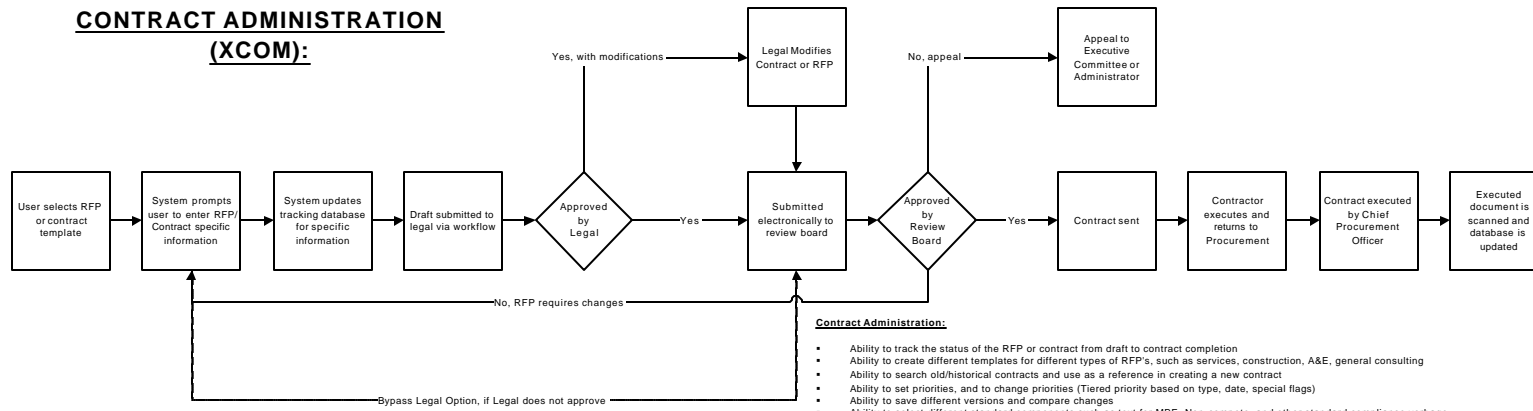 CONTRACT ADMINISTRATION
(XCOM):
Yes, with modifications
Legal Modifies
Contract or RFP
No, appeal
Appeal to
Executive
Committee or
Administrator
User selects RFP
or contract
template
System prompts
user to enter RFP/
Contract specific
information
System updates
tracking database
for specific
information
Draft submitted to
legal via workflow
Approved
by
Legal
Yes
Submitted
electronically to
review board
Approved
by
Review
Board
Yes
Contract sent
Contractor
executes and
returns to
Procurement
Contract executed
by Chief
Procurement
Officer
Executed
document is
scanned and
database is
updated
No, RFP requires changes
Bypass Legal Option, if Legal does not approve
Contract Administration:
▪ Ability to track the status of the RFP or contract from draft to contract completion
▪ Ability to create different templates for different types of RFP's, such as services, construction, A&E, general consulting
▪ Ability to search old/historical contracts and use as a reference in creating a new contract
▪ Ability to set priorities, and to change priorities (Tiered priority based on type, date, special flags)
▪ Ability to save different versions and compare changes